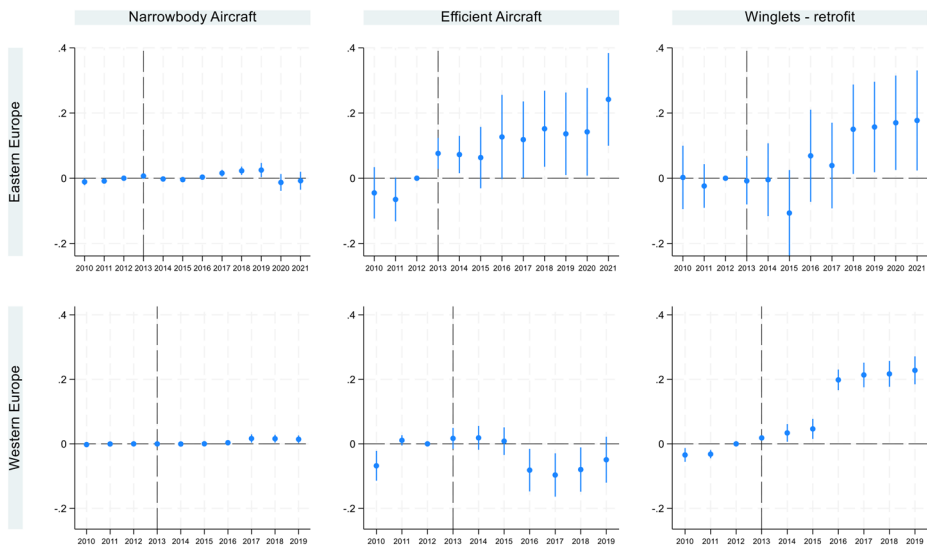 Narrowbody Aircraft Efficient Aircraft Winglets - retrofit
Eastern Europe
.4
.2
0
-.2
2010 2011 2012 2013 2014 2015 2016 2017 2018 2019 2020 2021
.4
.2
0
-.2
2010 2011 2012 2013 2014 2015 2016 2017 2018 2019 2020 2021
.4
.2
0
-.2
2010 2011 2012 2013 2014 2015 2016 2017 2018 2019 2020 2021
Western Europe
.4
.2
0
-.2
2010 2011 2012 2013 2014 2015 2016 2017 2018 2019
.4
.2
0
-.2
2010 2011 2012 2013 2014 2015 2016 2017 2018 2019
.4
.2
0
-.2
2010 2011 2012 2013 2014 2015 2016 2017 2018 2019